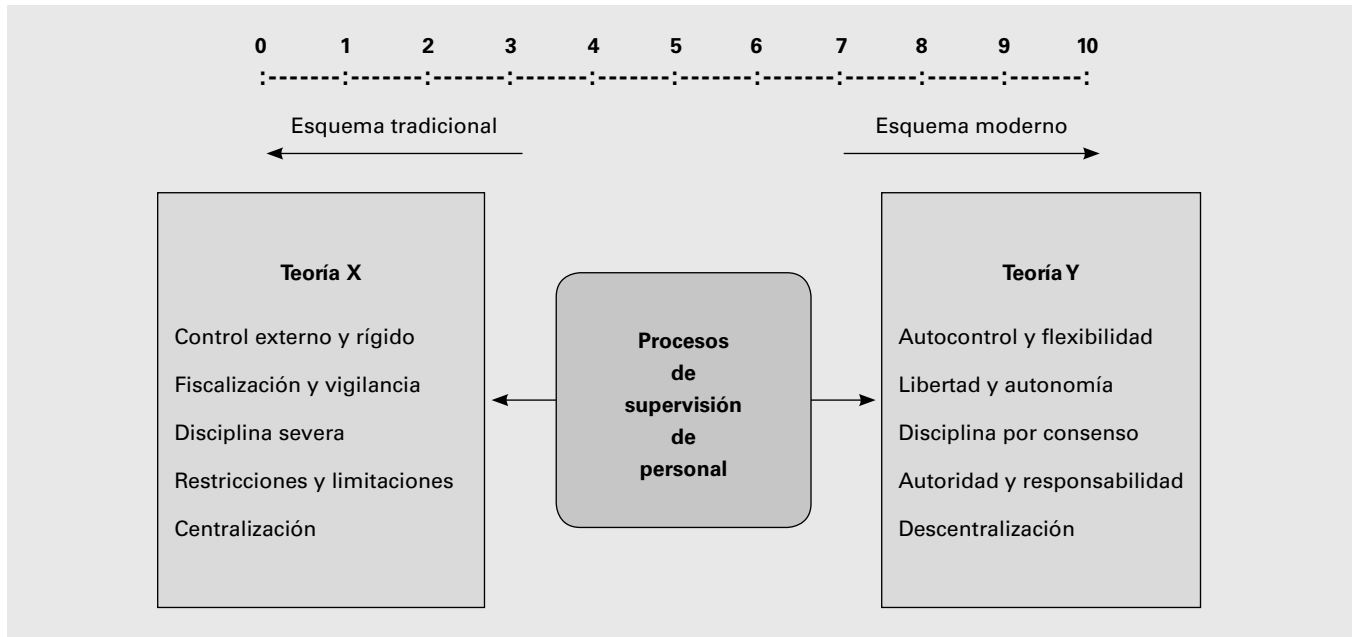 0 1 2 3 4 5 6 7 8 9 10
:-------:-------:-------:-------:-------:-------:-------:-------:-------:-------:
Esquema tradicional
Esquema moderno
Teoría X
Control externo y rígido
Fiscalización y vigilancia
Disciplina severa
Restricciones y limitaciones
Centralización
Procesos
de
supervisión
de
personal
Teoría Y
Autocontrol y flexibilidad
Libertad y autonomía
Disciplina por consenso
Autoridad y responsabilidad
Descentralización